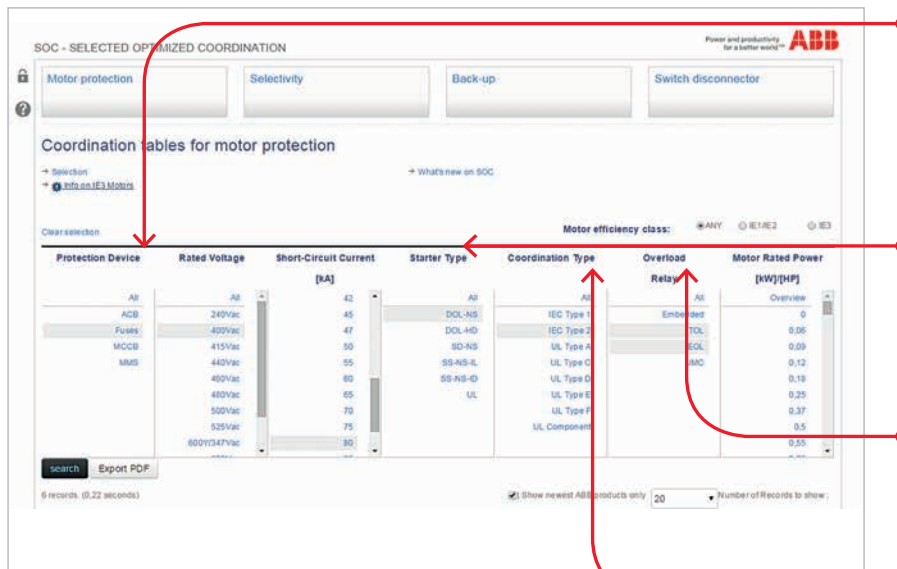 Power and productivity
for a better world™ ABB
SOC - SELECTED OPTIMIZED COORDINATION
Motor protection Selectivity Back-up Switch disconnector
Coordination tables for motor protection
→ Selection → What's new on SOC
→ Info on IE3 Motors
Clear selection Motor efficiency class: ANY IE1/IE2 IE3
Protection Device Rated Voltage Short-Circuit Current Starter Type Coordination Type Overload Motor Rated Power
[kA] Relay [kW]/[HP]
All All 42 All All All Overview
ACB 240Vac 45 DOL-NS IEC Type 1 Embedded 0
Fuses 400Vac 47 DOL-HD IEC Type 2 TOL 0,06
MCCB 415Vac 50 SD-NS UL Type A EOL 0,09
MMS 440Vac 55 SS-NS-IL UL Type C UMC 0,12
460Vac 60 SS-NS-ID UL Type D 0,18
480Vac 65 UL UL Type E 0,25
500Vac 70 UL Type F 0,37
525Vac 75 UL Component 0,5
600Y/347Vac 80 0,55
search Export PDF
6 records. (0,22 seconds) Show newest ABB products only 20 Number of Records to show :